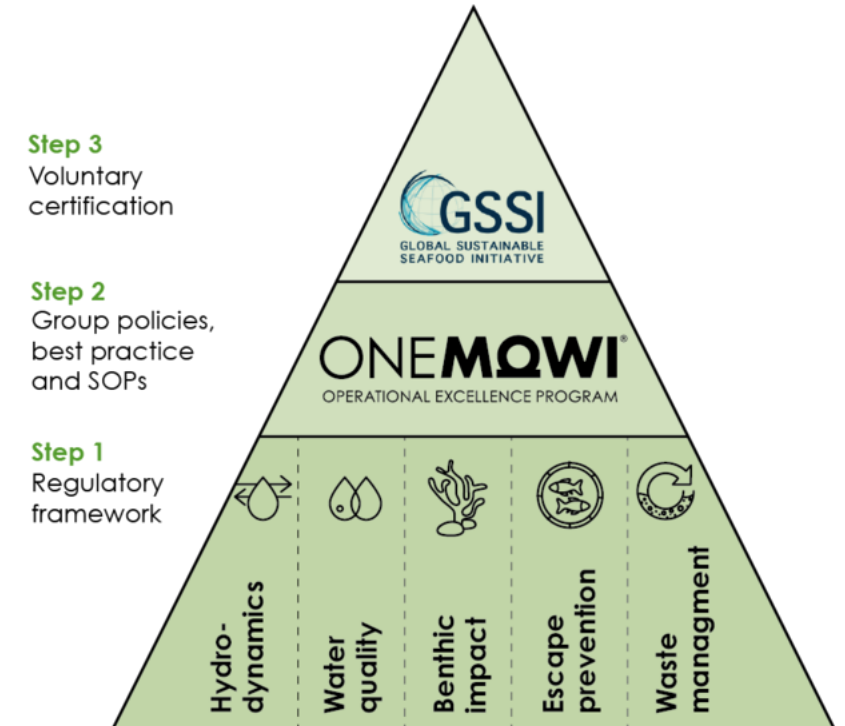 Step 3
Voluntary
certification
GSSI
GLOBAL SUSTAINABLE
SEAFOOD INITIATIVE
Step 2
Group policies,
best practice
and SOPs
ONEMOWI®
OPERATIONAL EXCELLENCE PROGRAM
Step 1
Regulatory
framework
Hydro-
dynamics
Water
quality
Benthic
impact
Escape
prevention
Waste
managment